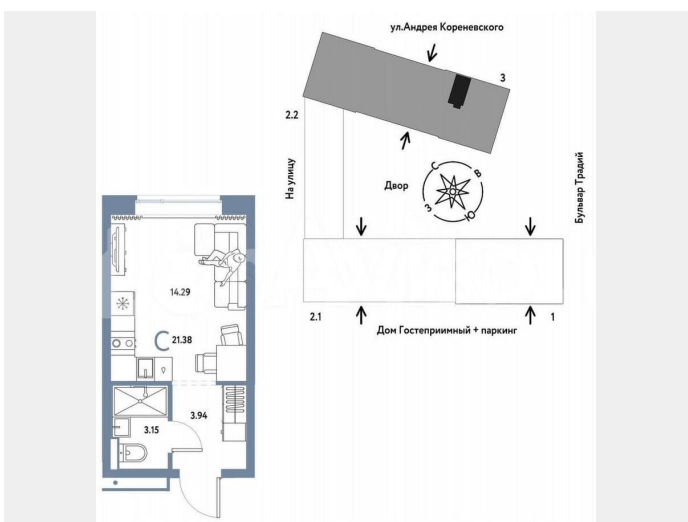 ул.Андрея Кореневского
3
2.2
На улицу
Двор
С
В
З
Ю
Бульвар Традий
2.1
1
Дом Гостеприимный + паркинг
14.29
С 21.38
3.94
3.15